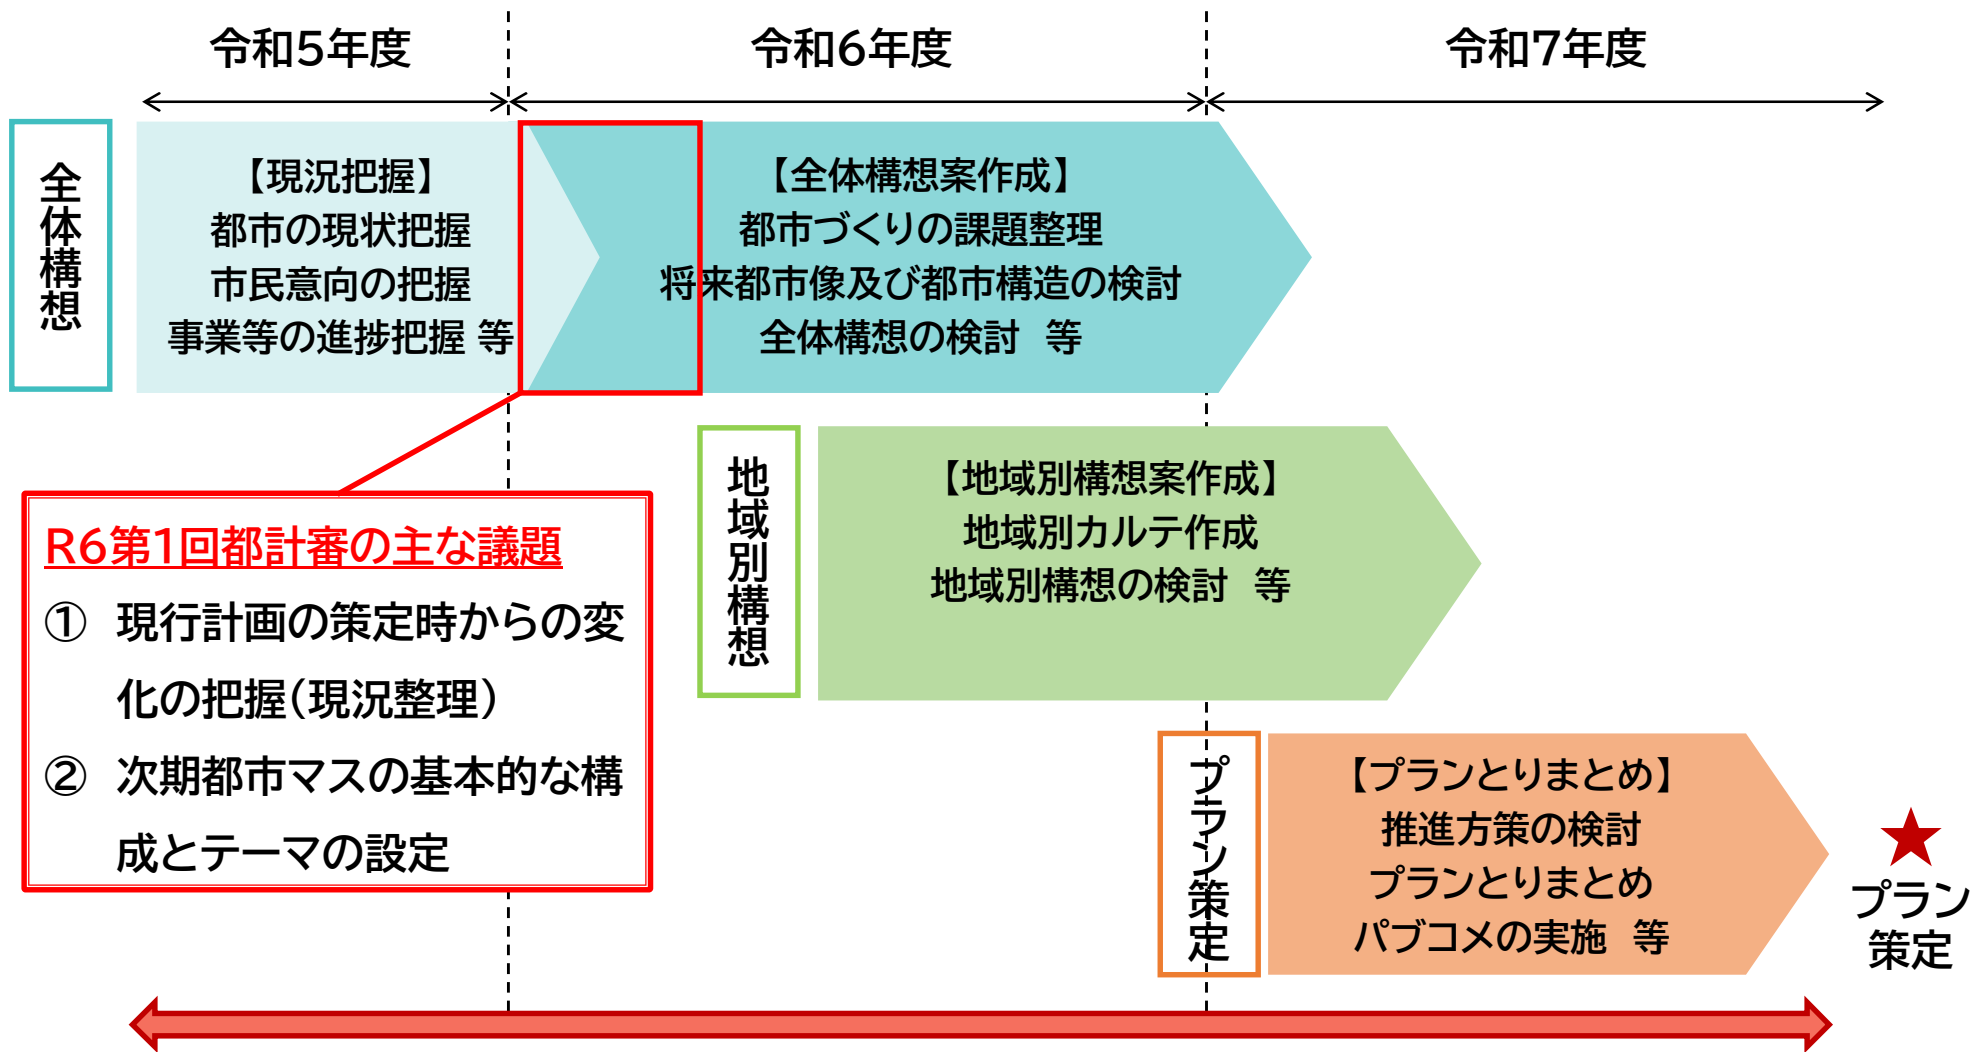 令和5年度
令和6年度
令和7年度
全体構想
【現況把握】
都市の現状把握
市民意向の把握
事業等の進捗把握 等
【全体構想案作成】
都市づくりの課題整理
将来都市像及び都市構造の検討
全体構想の検討　等
地域別構想
【地域別構想案作成】
地域別カルテ作成
地域別構想の検討　等
R6第1回都計審の主な議題
①　現行計画の策定時からの変
化の把握(現況整理)
②　次期都市マスの基本的な構
成とテーマの設定
プラン策定
【プランとりまとめ】
推進方策の検討
プランとりまとめ
パブコメの実施　等
プラン
策定